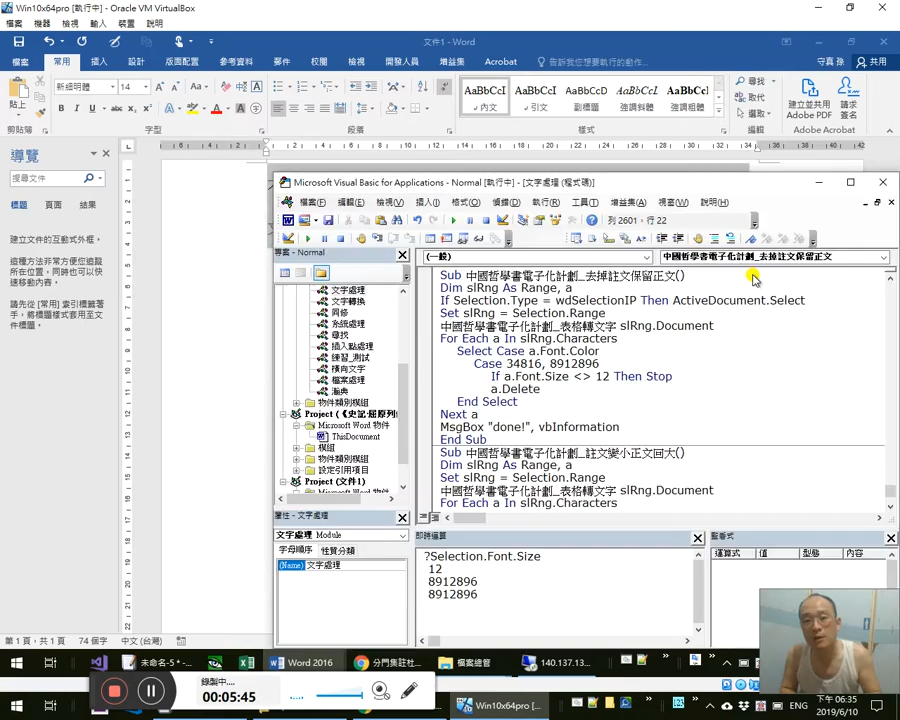 Win10x64pro [執行中] - Oracle VM VirtualBox
檔案 機器 檢視 輸入 裝置 說明
文件1 - Word
檔案 常用 插入 設計 版面配置 參考資料 郵件 校閱 檢視 開發人員 增益集 Acrobat 告訴我您想要執行的動作... 守真 孫 共用
貼上 新細明體 14 AaBbCcI AaBbCcI AaBbCcD AaBbCcI AaBbCcI 尋找 取代 選取 建立並共用 Adobe PDF 請求簽名
內文 引文 副標題 強調斜體 強調粗體
剪貼簿 字型 段落 樣式 編輯 Adobe Acrobat
導覽
搜尋文件
標題 頁面 結果
建立文件的互動式外框。
這種方法非常方便您追蹤
所在位置，同時也可以快
速移動內容。
請先從 [常用] 索引標籤著
手，將標題樣式套用至文
件標題。
Microsoft Visual Basic for Applications - Normal [執行中] - [文字處理 (程式碼)]
檔案(F) 編輯(E) 檢視(V) 插入(I) 格式(O) 偵錯(D) 執行(R) 工具(T) 增益集(A) 視窗(W) 說明(H)
列 2601，行 22
專案 - Normal
(一般) 中國哲學書電子化計劃_去掉註文保留正文
文字處理
文字轉換
同修
系統處理
尋找
插入點處理
練習_測試
橫向文字
檔案處理
瀚典
物件類別模組
Project (《史記‧屈原列
Microsoft Word 物件
ThisDocument
模組
物件類別模組
設定引用項目
Project (文件1)
Sub 中國哲學書電子化計劃_去掉註文保留正文()
Dim slRng As Range, a
If Selection.Type = wdSelectionIP Then ActiveDocument.Select
Set slRng = Selection.Range
中國哲學書電子化計劃_表格轉文字 slRng.Document
For Each a In slRng.Characters
Select Case a.Font.Color
Case 34816, 8912896
If a.Font.Size <> 12 Then Stop
a.Delete
End Select
Next a
MsgBox "done!", vbInformation
End Sub
Sub 中國哲學書電子化計劃_註文變小正文回大()
Dim slRng As Range, a
Set slRng = Selection.Range
中國哲學書電子化計劃_表格轉文字 slRng.Document
For Each a In slRng.Characters
屬性 - 文字處理
文字處理 Module
字母順序 性質分類
(Name) 文字處理
即時運算
?Selection.Font.Size
12
8912896
8912896
監看式
運算式 值 型態 內容
第 1 頁，共 1 頁 74 個字 中文 (台灣)
未命名 -5 * -... Word 2016 分門集註杜... 檔案總管 140.137.13...
錄製中...
00:05:45
Win10x64pro [... ENG
下午 06:35
2019/6/10